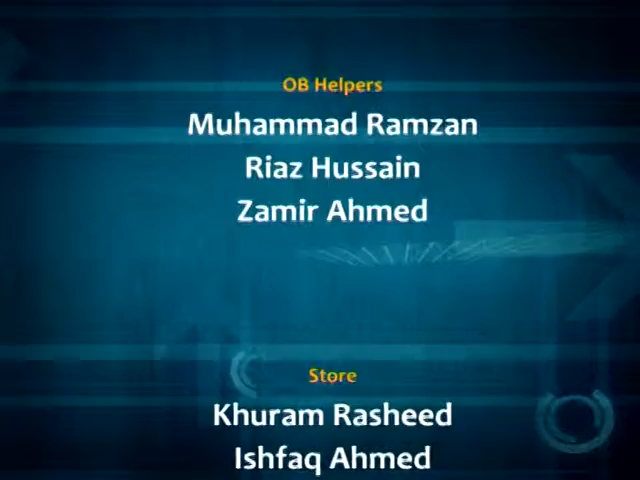 OB Helpers
Muhammad Ramzan
Riaz Hussain
Zamir Ahmed
Store
Khuram Rasheed
Ishfaq Ahmed